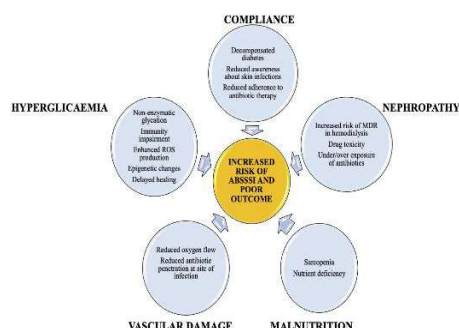 COMPLIANCE
Decompensated
diabetes
Reduced awareness
about skin infections
Reduced adherence to
antibiotic therapy
HYPERGLICAEMIA
Non-enzymatic
glycation
Immunity
impairment
Enhanced ROS
production
Epigenetic changes
Delayed healing
NEPHROPATHY
Increased risk of MDR
in hemodialysis
Drug toxicity
Under/over exposure
of antibiotics
INCREASED
RISK OF
ABSSSI AND
POOR
OUTCOME
Reduced oxygen flow
Reduced antibiotic
penetration at site of
infection
VASCULAR DAMAGE
Sarcopenia
Nutrient deficiency
MALNUTRITION